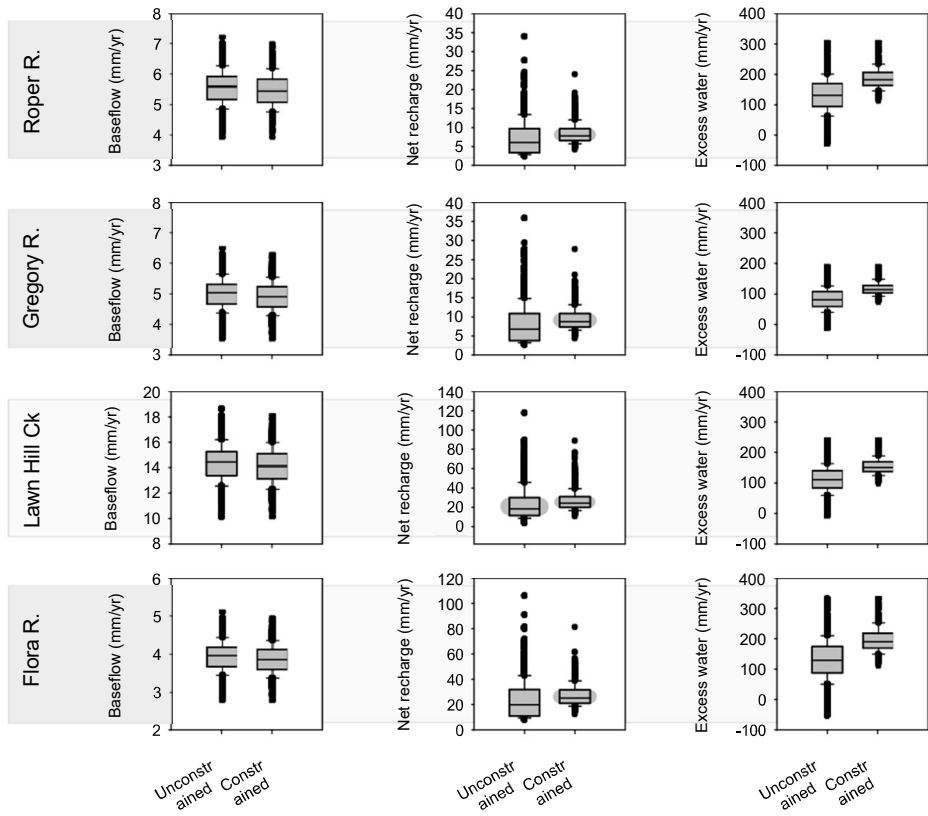 Roper R.
Baseflow (mm/yr)
8
7
6
5
4
3
Net recharge (mm/yr)
40
35
30
25
20
15
10
5
0
Excess water (mm/yr)
400
300
200
100
0
-100
Gregory R.
Baseflow (mm/yr)
8
7
6
5
4
3
Net recharge (mm/yr)
40
35
30
25
20
15
10
5
0
Excess water (mm/yr)
400
300
200
100
0
-100
Lawn Hill Ck
Baseflow (mm/yr)
20
18
16
14
12
10
8
Net recharge (mm/yr)
140
120
100
80
60
40
20
0
Excess water (mm/yr)
400
300
200
100
0
-100
Flora R.
Baseflow (mm/yr)
6
5
4
3
2
Net recharge (mm/yr)
120
100
80
60
40
20
0
Excess water (mm/yr)
400
300
200
100
0
-100
Unconstr
ained
Constr
ained
Unconstr
ained
Constr
ained
Unconstr
ained
Constr
ained